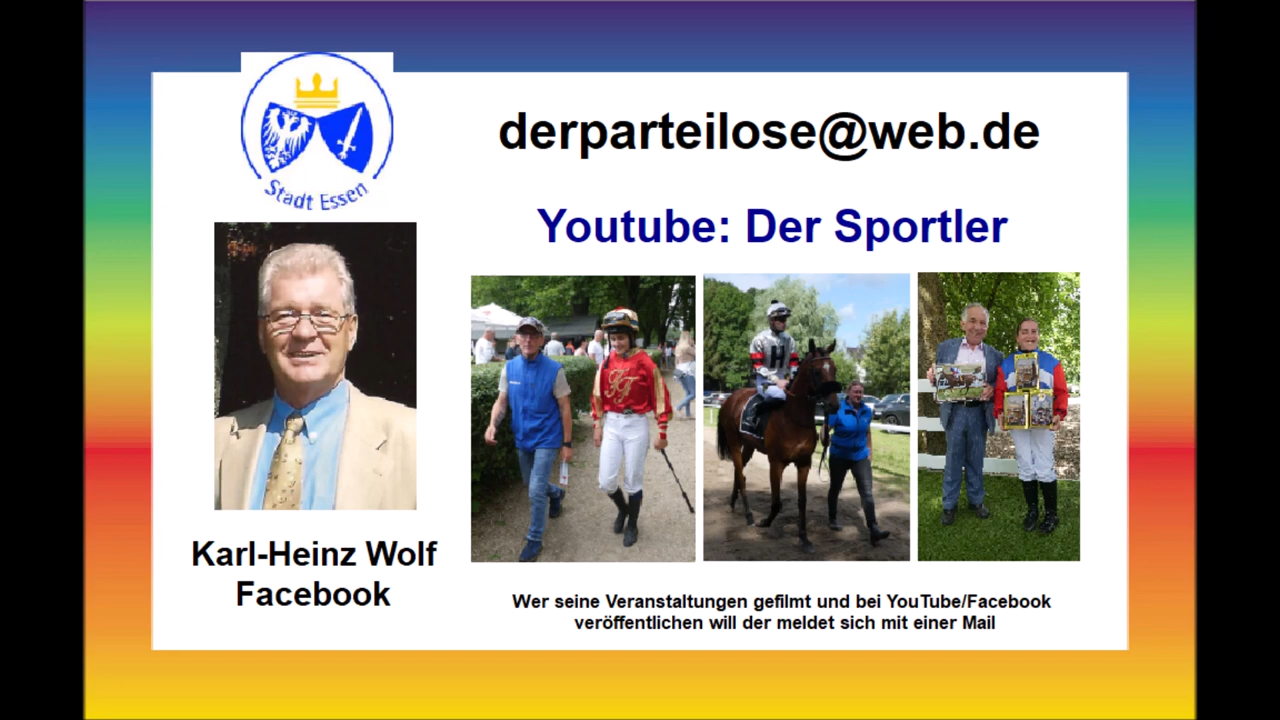 Stadt Essen
derparteilose@web.de
Youtube: Der Sportler
H
Karl-Heinz Wolf
Facebook
Wer seine Veranstaltungen gefilmt und bei YouTube/Facebook
veröffentlichen will der meldet sich mit einer Mail